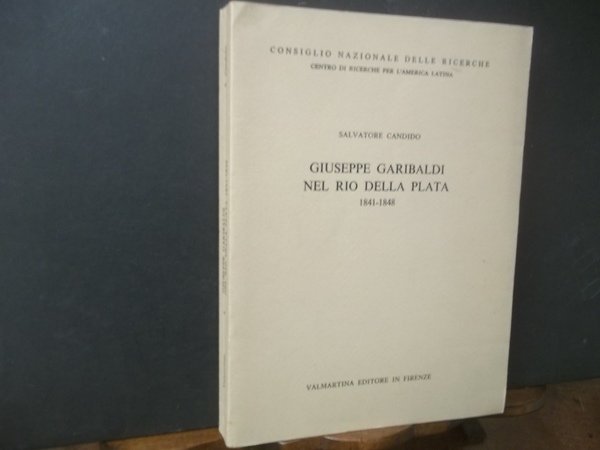 CONSIGLIO NAZIONALE DELLE RICERCHE
CENTRO DI RICERCHE PER L'AMERICA LATINA
SALVATORE CANDIDO
GIUSEPPE GARIBALDI
NEL RIO DELLA PLATA
1841-1848
VALMARTINA EDITORE IN FIRENZE